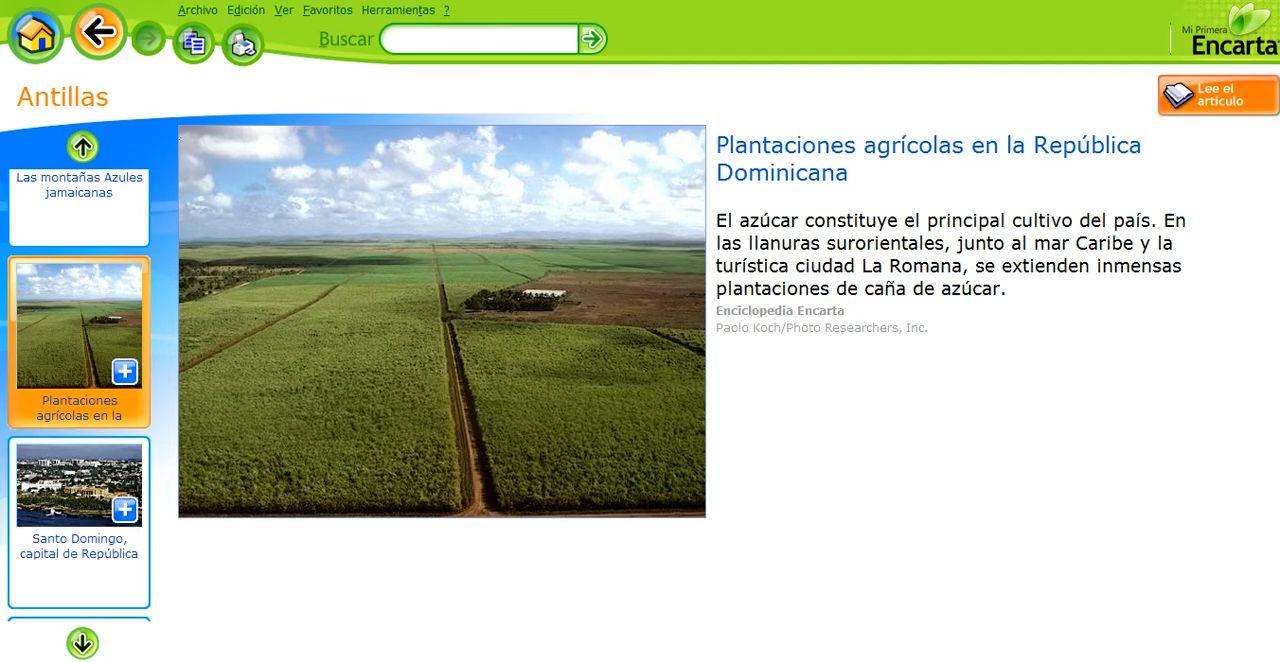 Archivo Edición Ver Favoritos Herramientas ?
Buscar
Mi Primera
Encarta
Antillas
Lee el
artículo
Las montañas Azules
jamaicanas
Plantaciones
agrícolas en la
Santo Domingo,
capital de República
Plantaciones agrícolas en la República
Dominicana
El azúcar constituye el principal cultivo del país. En
las llanuras surorientales, junto al mar Caribe y la
turística ciudad La Romana, se extienden inmensas
plantaciones de caña de azúcar.
Enciclopedia Encarta
Paolo Koch/Photo Researchers, Inc.